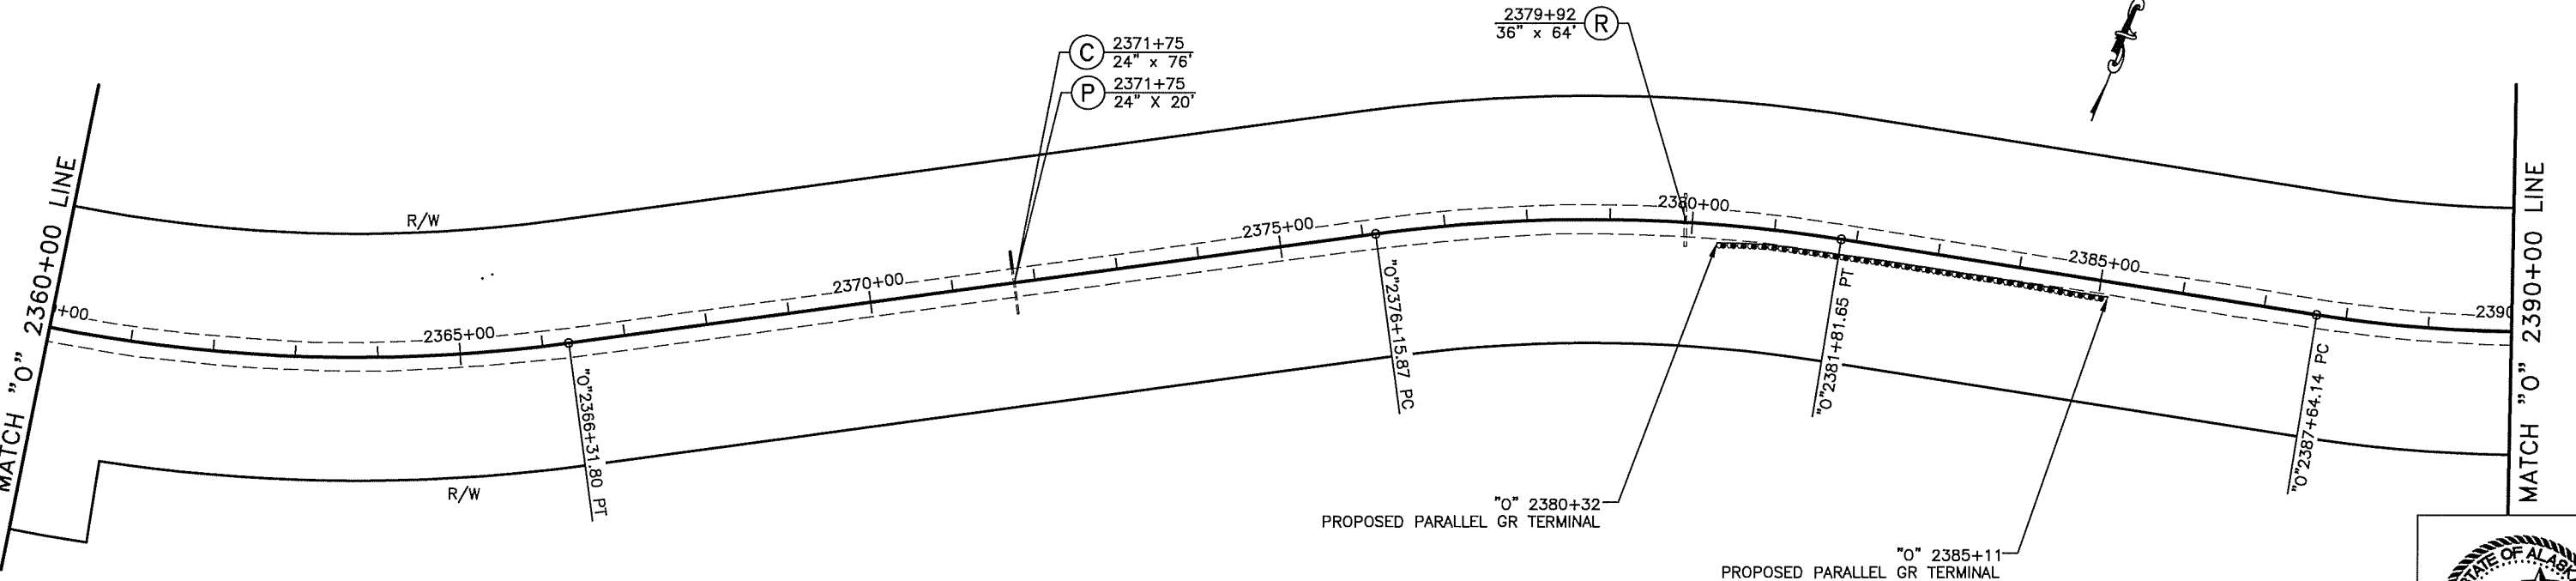 MATCH "O" 2360+00 LINE
R/W
+00
2365+00
"O"2366+31.80 PT
R/W
2370+00
C 2371+75
24" x 76'
P 2371+75
24" X 20'
2375+00
"O"2376+15.87 PC
2379+92 R
36" x 64'
2380+00
"O"2381+81.65 PT
2385+00
"O"2387+64.14 PC
2390
"O" 2380+32
PROPOSED PARALLEL GR TERMINAL
"O" 2385+11
PROPOSED PARALLEL GR TERMINAL
MATCH "O" 2390+00 LINE
STATE OF ALAS